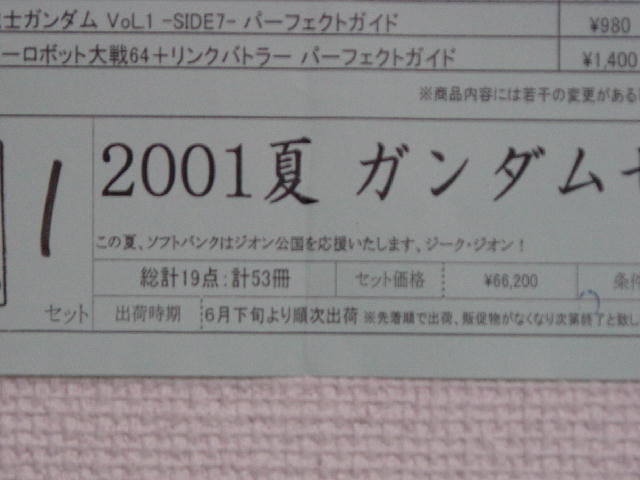 士ガンダム VoL.1 -SIDE7- パーフェクトガイド ¥980
ーロボット大戦64+リンクバトラー パーフェクトガイド ¥1,400
※商品内容には若干の変更がある
1
2001夏 ガンダム
この夏、ソフトバンクはジオン公国を応援いたします、ジーク・ジオン!
総計19点:計53冊 セット価格 ¥66,200 条件
セット 出荷時期 6月下旬より順次出荷 ※先着順で出荷、販促物がなくなり次第終了と致し